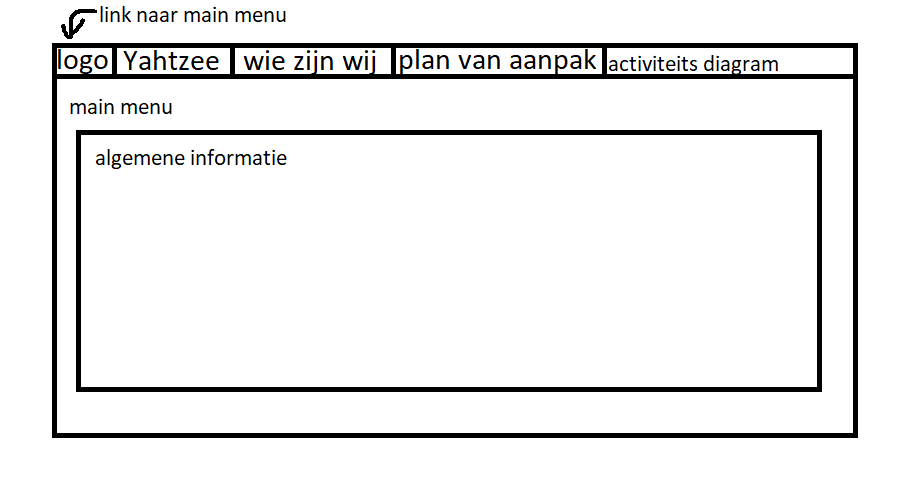 link naar main menu
logo Yahtzee wie zijn wij plan van aanpak activiteits diagram
main menu
algemene informatie